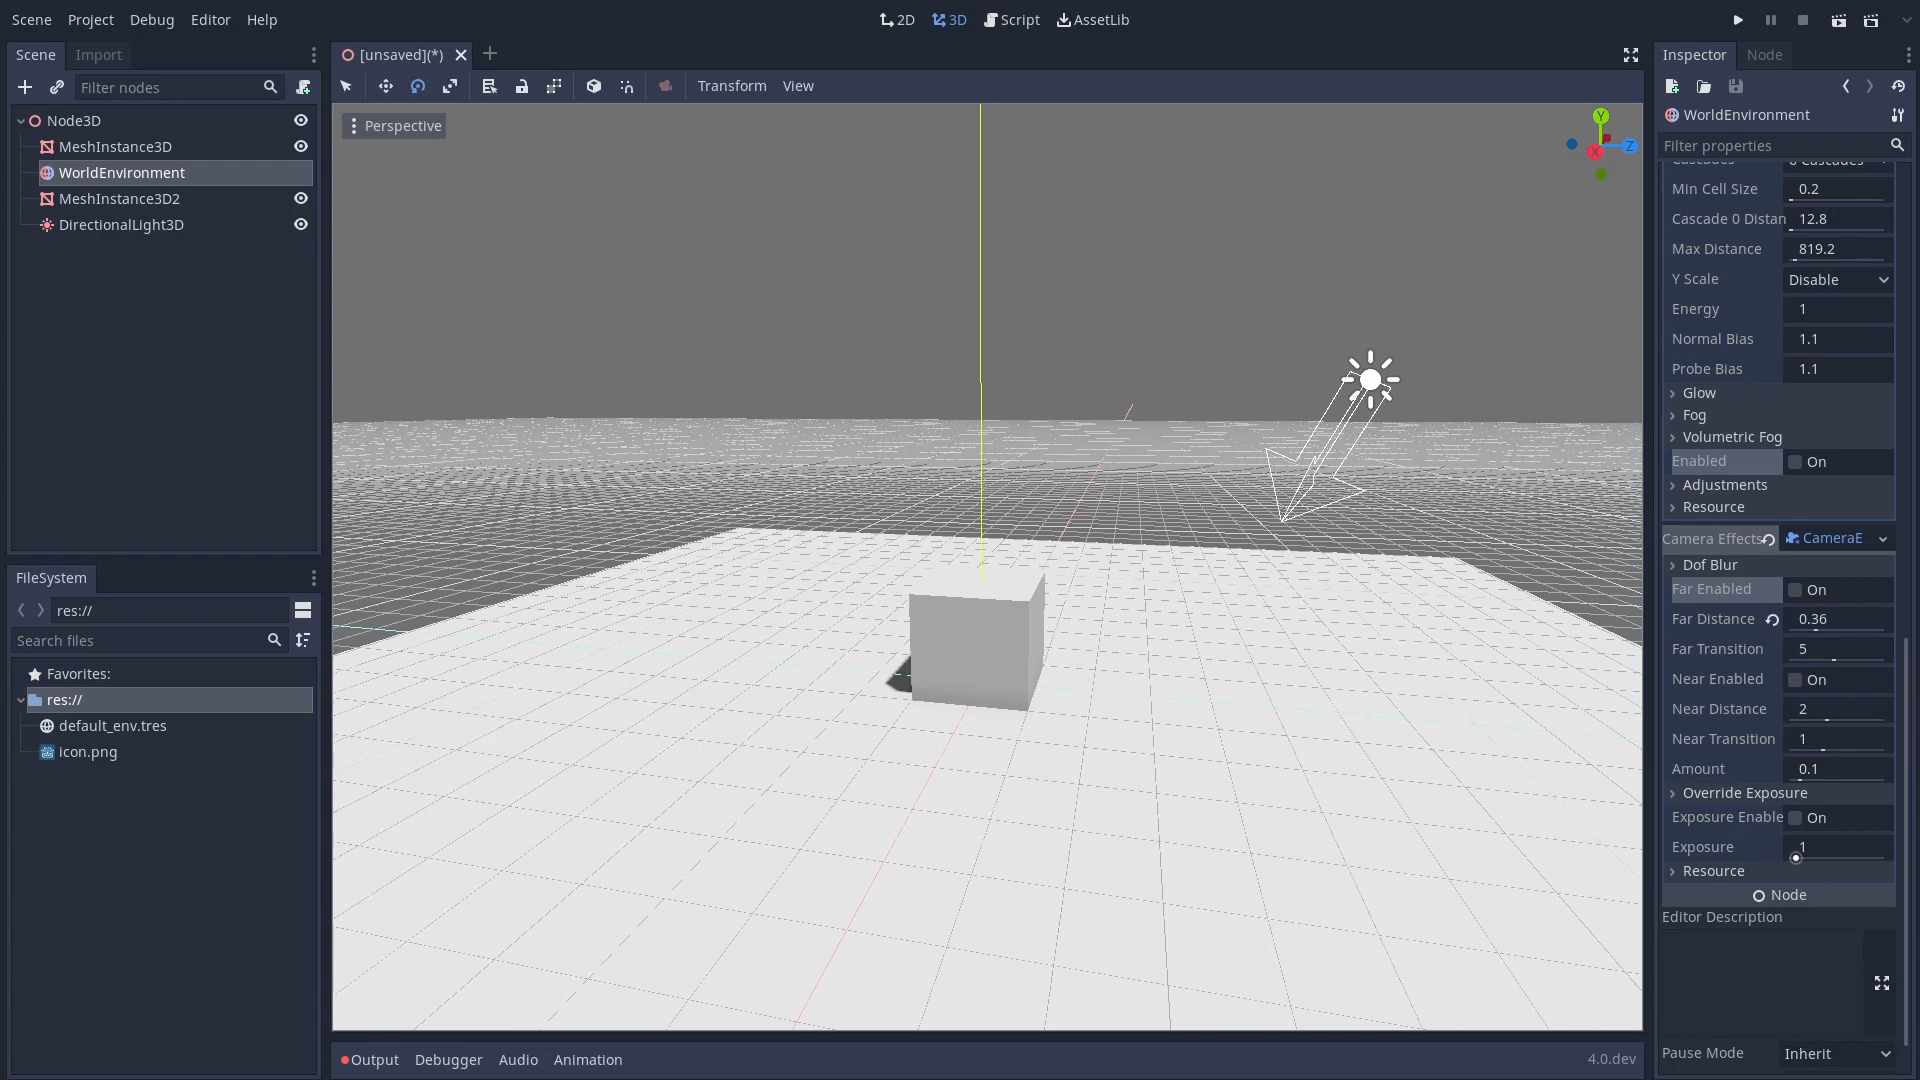 Scene Project Debug Editor Help
2D 3D Script AssetLib
Scene Import
Filter nodes
Node3D
MeshInstance3D
WorldEnvironment
MeshInstance3D2
DirectionalLight3D
FileSystem
res://
Search files
Favorites:
res://
default_env.tres
icon.png
[unsaved](*)
Transform View
Perspective
Y
X
Z
Output Debugger Audio Animation 4.0.dev
Inspector Node
WorldEnvironment
Filter properties
Cascades 6 Cascades
Min Cell Size 0.2
Cascade 0 Distan 12.8
Max Distance 819.2
Y Scale Disable
Energy 1
Normal Bias 1.1
Probe Bias 1.1
Glow
Fog
Volumetric Fog
Enabled On
Adjustments
Resource
Camera Effects CameraE
Dof Blur
Far Enabled On
Far Distance 0.36
Far Transition 5
Near Enabled On
Near Distance 2
Near Transition 1
Amount 0.1
Override Exposure
Exposure Enable On
Exposure 1
Resource
Node
Editor Description
Pause Mode Inherit